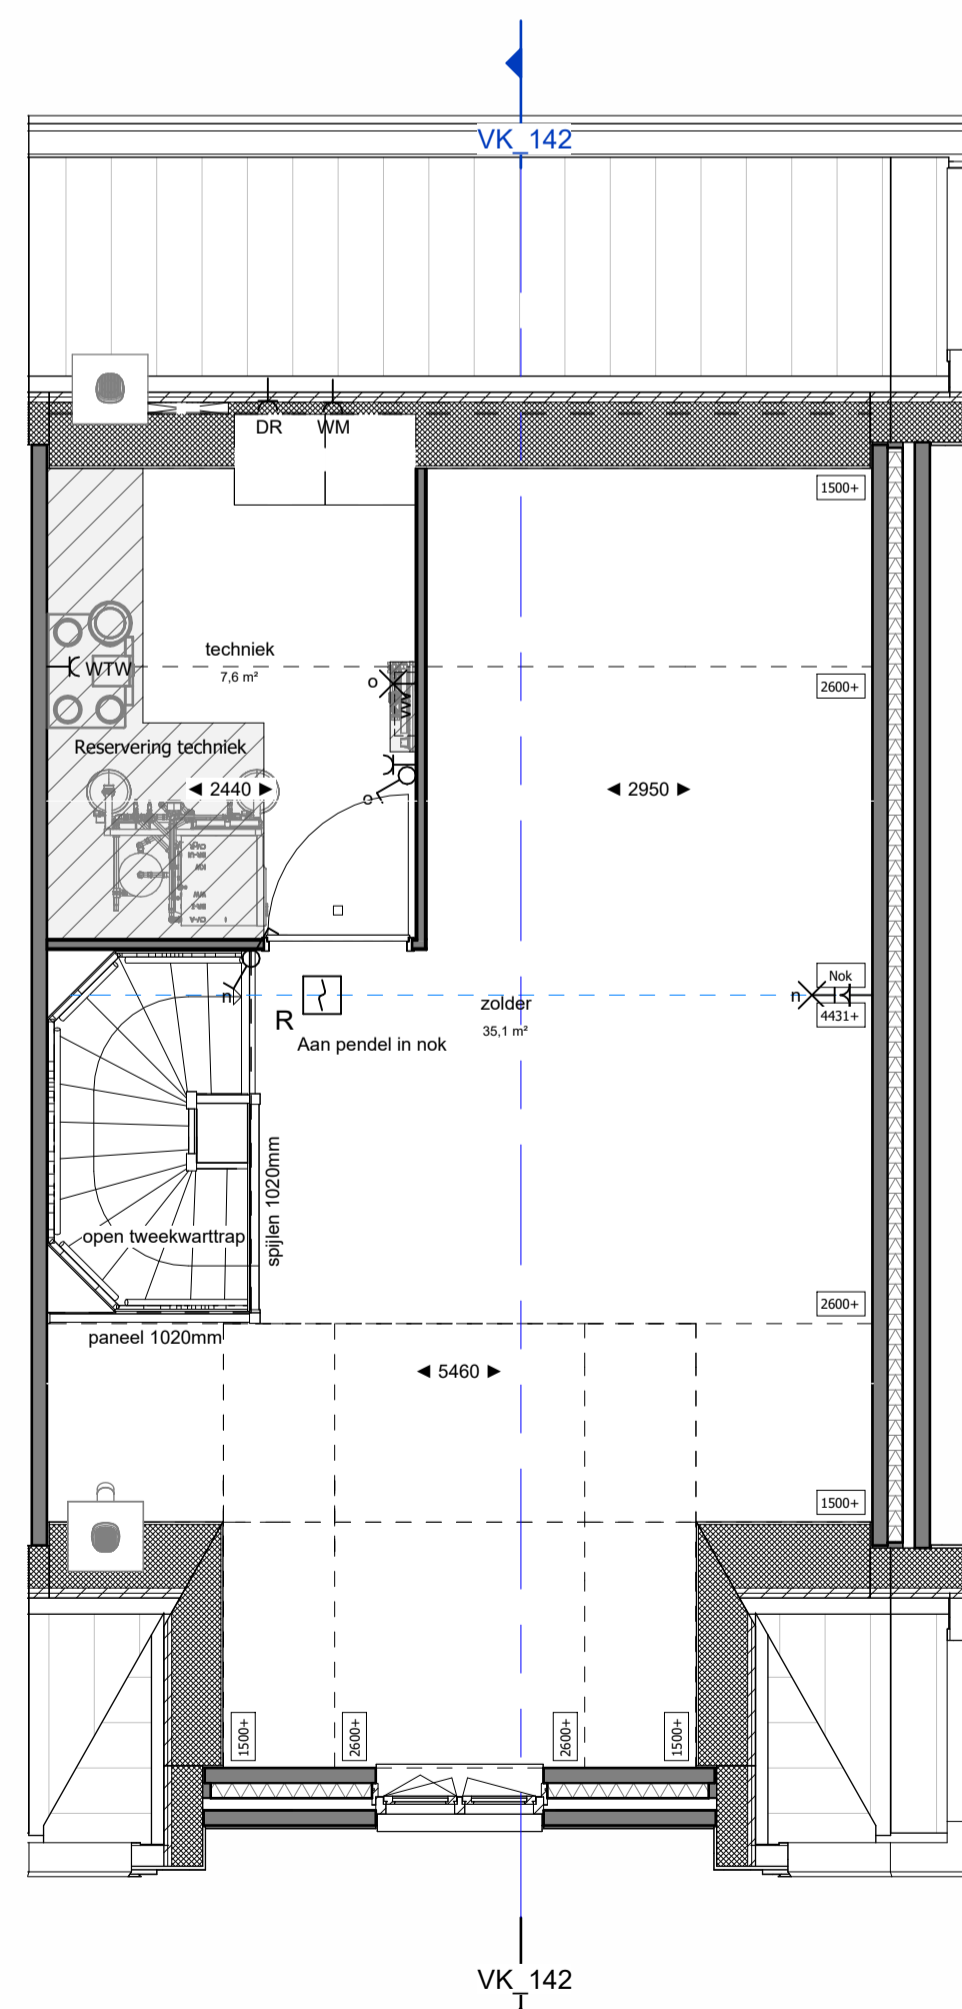 VK_142
DR
WM
1500+
techniek
7,6 m²
WTW
o
2600+
Reservering techniek
2440
2950
o
Nok
n
n
zolder
4431+
R
35,1 m²
Aan pendel in nok
spijlen 1020mm
open tweekwarttrap
2600+
paneel 1020mm
5460
1500+
1500+
2600+
2600+
1500+
VK_142